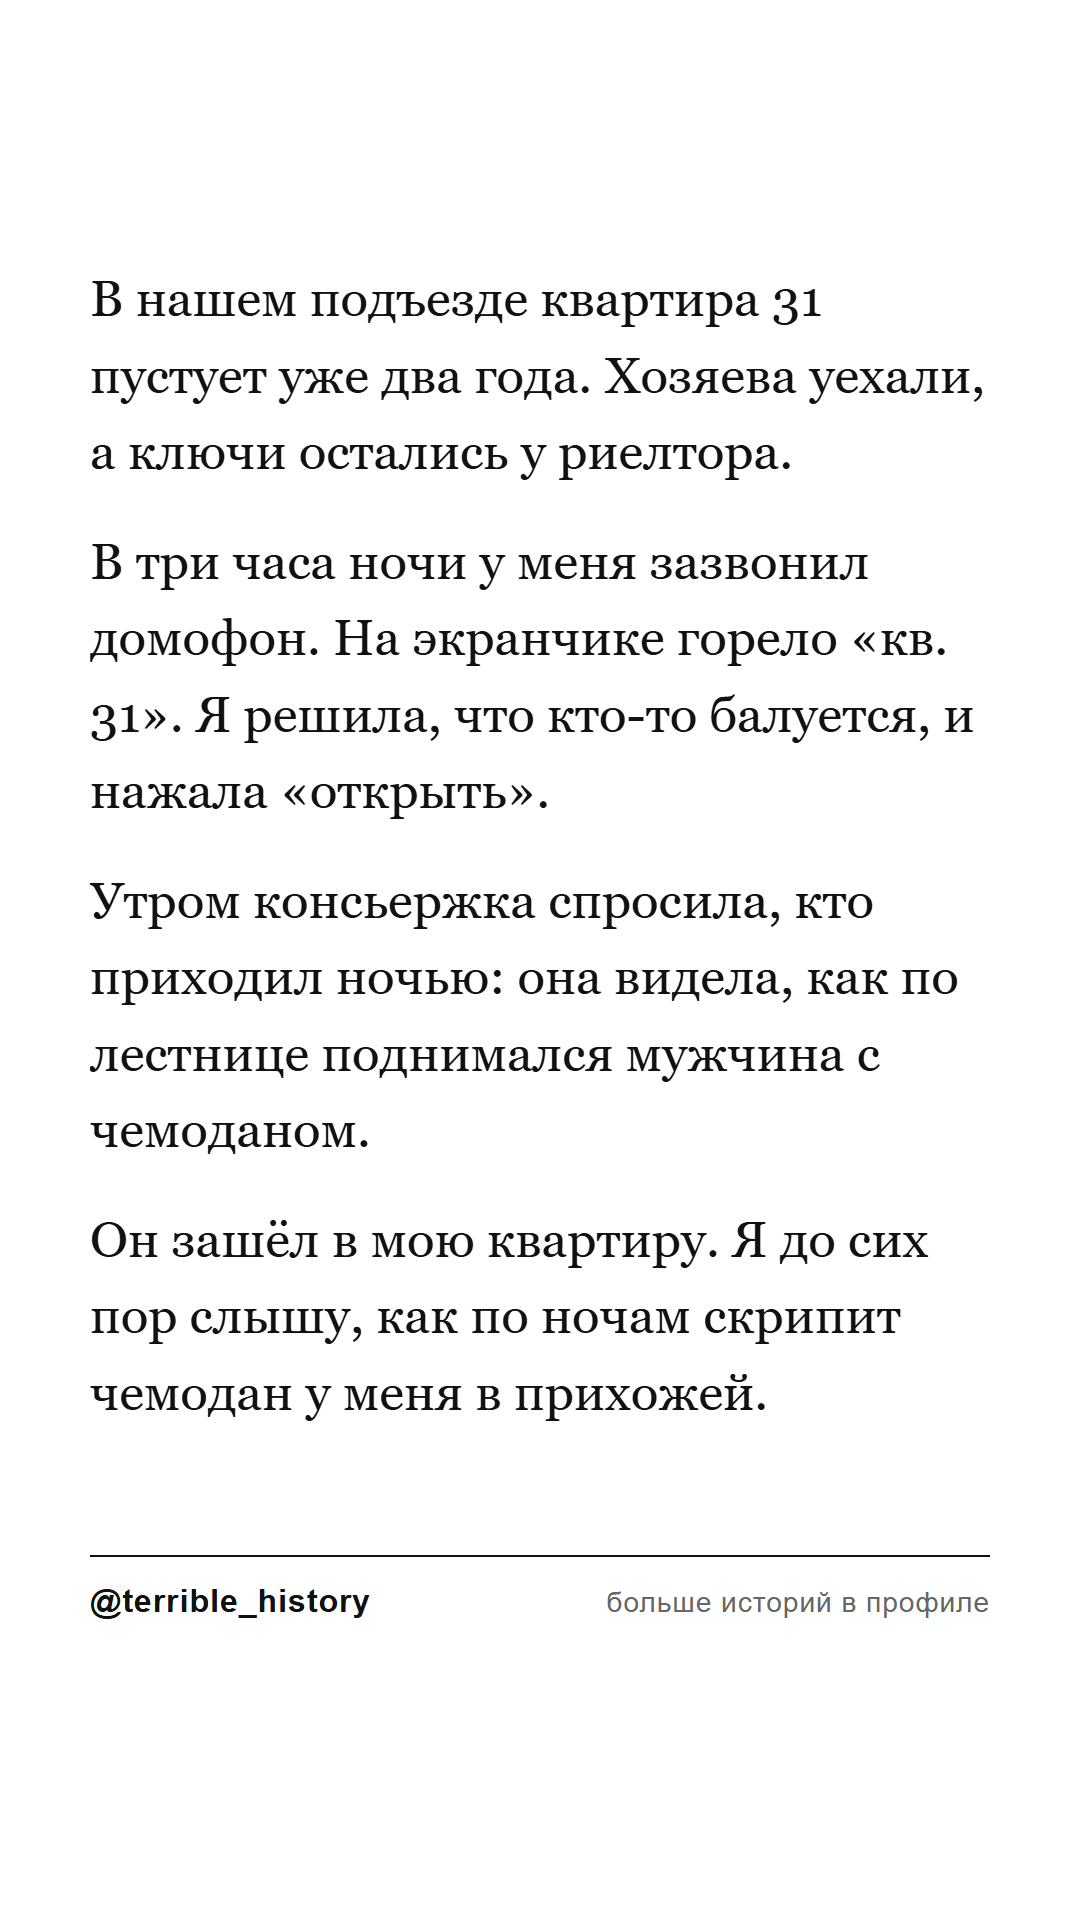 В нашем подъезде квартира 31
пустует уже два года. Хозяева уехали,
а ключи остались у риелтора.
В три часа ночи у меня зазвонил
домофон. На экранчике горело «кв.
31». Я решила, что кто-то балуется, и
нажала «открыть».
Утром консьержка спросила, кто
приходил ночью: она видела, как по
лестнице поднимался мужчина с
чемоданом.
Он зашёл в мою квартиру. Я до сих
пор слышу, как по ночам скрипит
чемодан у меня в прихожей.
@terrible_history
больше историй в профиле